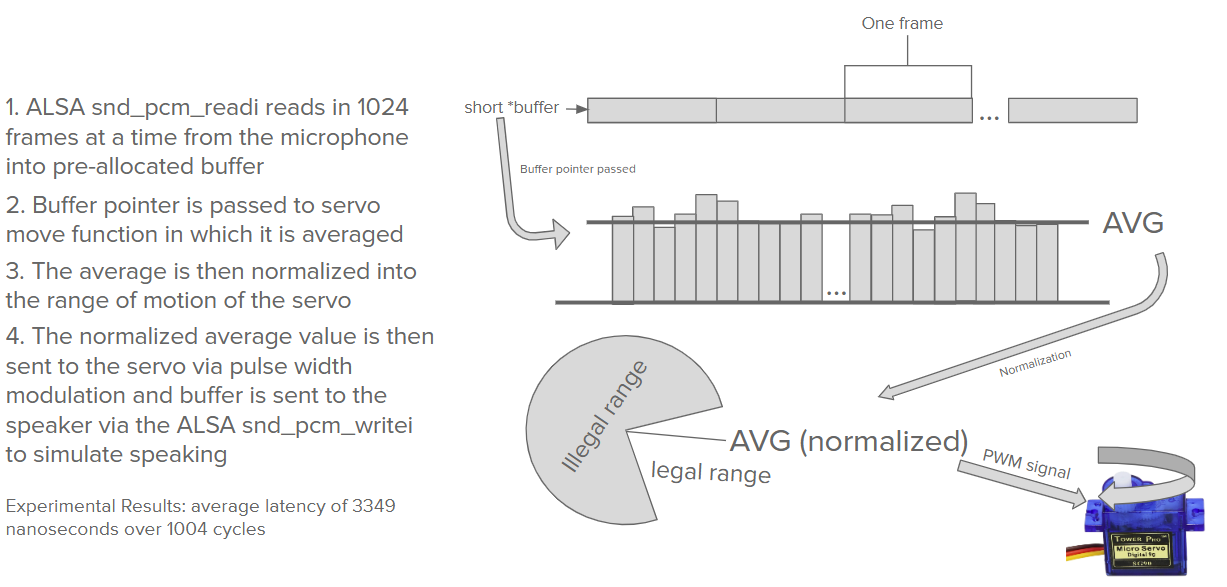 One frame
1. ALSA snd_pcm_readi reads in 1024
frames at a time from the microphone
into pre-allocated buffer
short *buffer
Buffer pointer passed
2. Buffer pointer is passed to servo
move function in which it is averaged
...
AVG
3. The average is then normalized into
the range of motion of the servo
...
Normalization
4. The normalized average value is then
sent to the servo via pulse width
modulation and buffer is sent to the
speaker via the ALSA snd_pcm_writei
to simulate speaking
Illegal range
AVG (normalized)
legal range
PWM signal
Experimental Results: average latency of 3349
nanoseconds over 1004 cycles
TOWER PRO
Micro Servo
Digital 9g
SG90